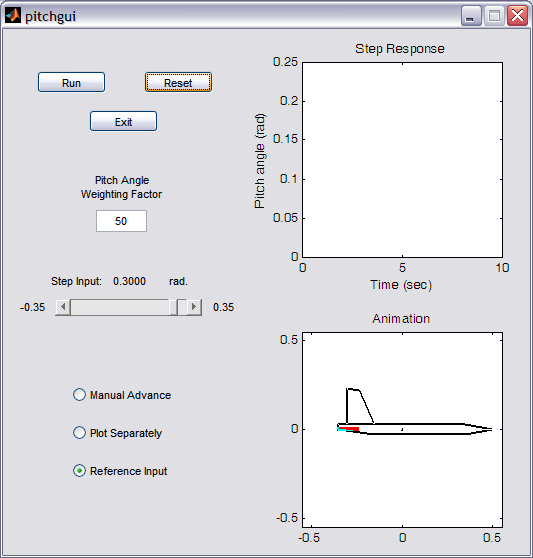 pitchgui
Run
Reset
Exit
Pitch Angle
Weighting Factor
50
Step Input: 0.3000 rad.
-0.35
0.35
Manual Advance
Plot Separately
Reference Input
Step Response
Pitch angle (rad)
0.25
0.2
0.15
0.1
0.05
0
0 5 10
Time (sec)
Animation
0.5
0
-0.5
-0.5 0 0.5